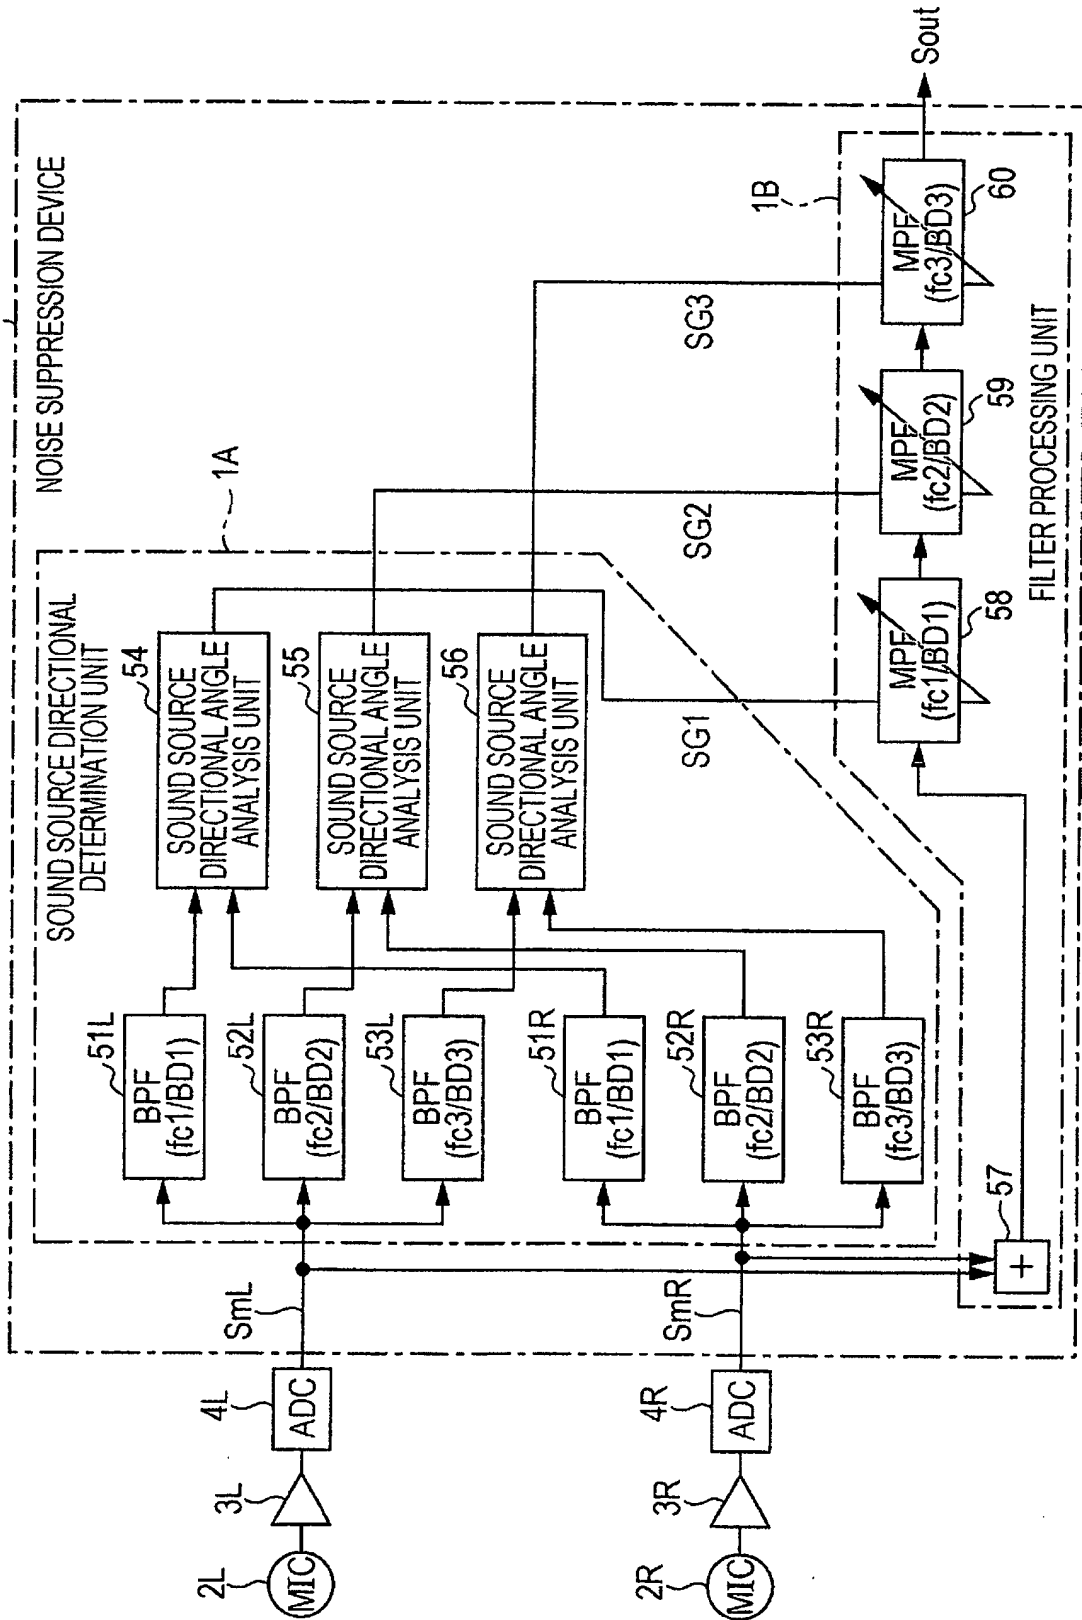 NOISE SUPPRESSION DEVICE
SOUND SOURCE DIRECTIONAL
DETERMINATION UNIT
1A
2L
MIC
3L
4L
ADC
SmL
51L
BPF
(fc1/BD1)
52L
BPF
(fc2/BD2)
53L
BPF
(fc3/BD3)
54
SOUND SOURCE
DIRECTIONAL ANGLE
ANALYSIS UNIT
55
SOUND SOURCE
DIRECTIONAL ANGLE
ANALYSIS UNIT
56
SOUND SOURCE
DIRECTIONAL ANGLE
ANALYSIS UNIT
2R
MIC
3R
4R
ADC
SmR
51R
BPF
(fc1/BD1)
52R
BPF
(fc2/BD2)
53R
BPF
(fc3/BD3)
SG1
SG2
SG3
1B
57
+
MPF
(fc1/BD1)
58
MPF
(fc2/BD2)
59
MPF
(fc3/BD3)
60
Sout
FILTER PROCESSING UNIT